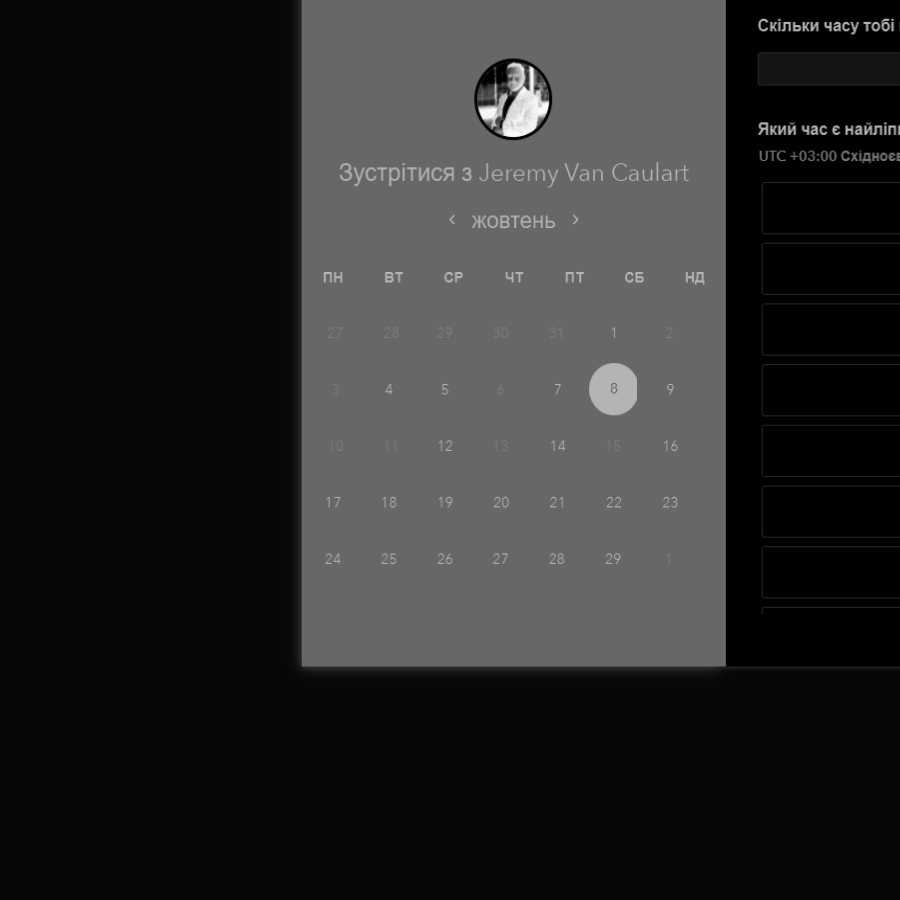 Зустрітися з Jeremy Van Caulart
‹ жовтень ›
ПН ВТ СР ЧТ ПТ СБ НД
27 28 29 30 31 1 2
3 4 5 6 7 8 9
10 11 12 13 14 15 16
17 18 19 20 21 22 23
24 25 26 27 28 29 1
Скільки часу тобі
Який час є найліп
UTC +03:00 Східноє